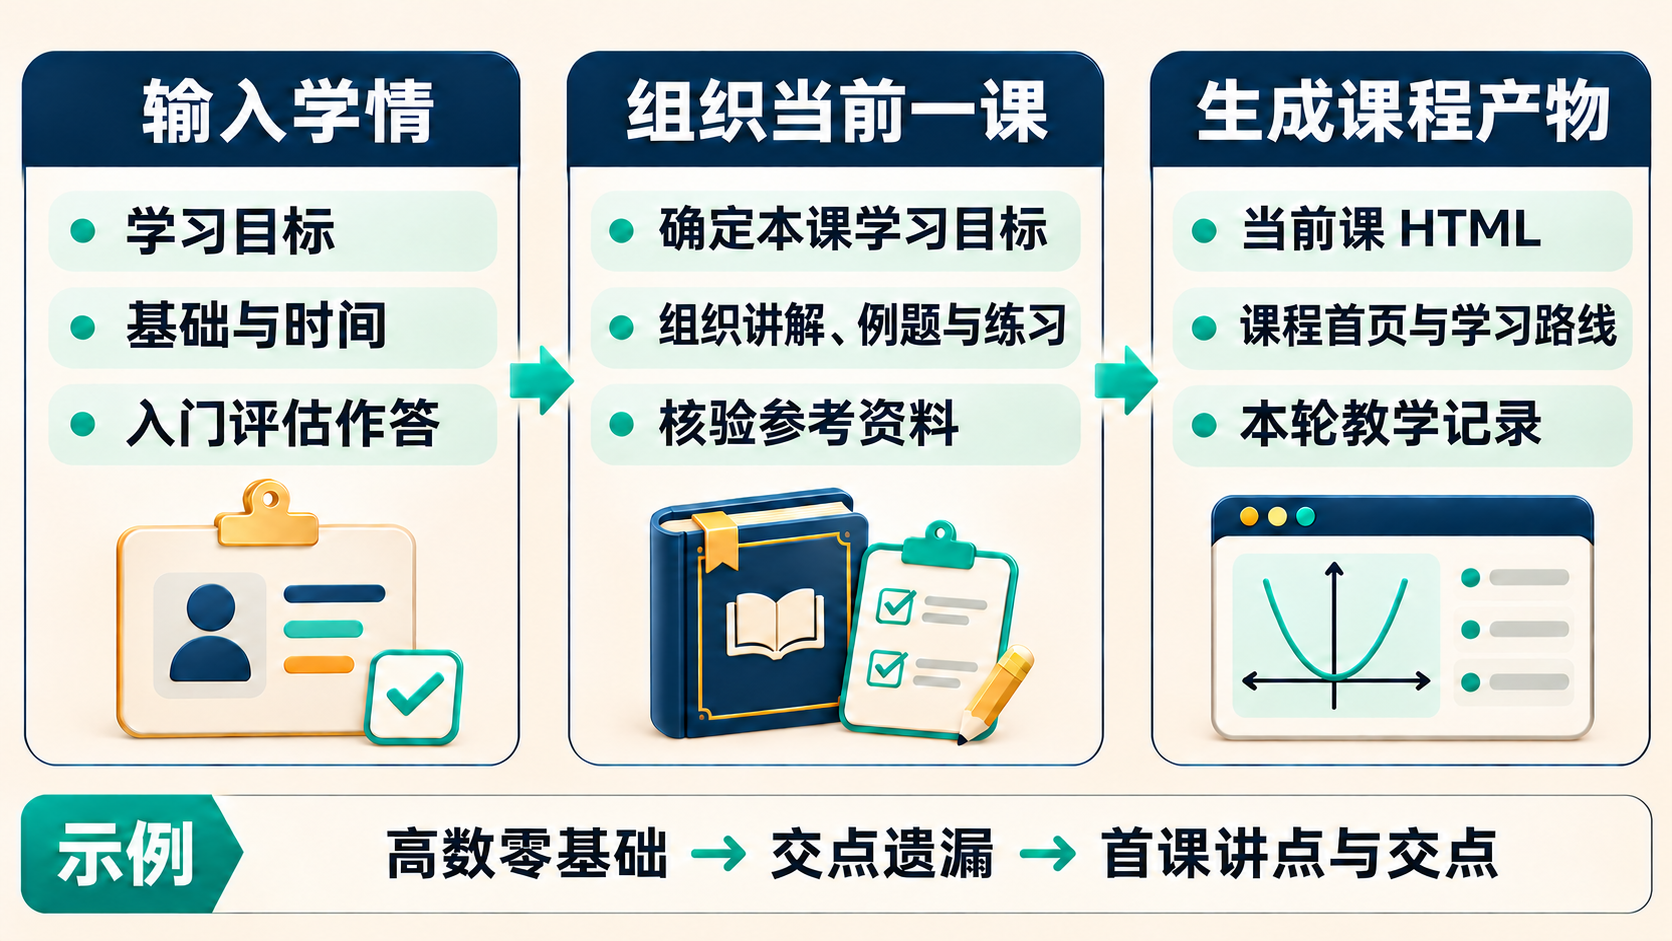 输入学情
学习目标
基础与时间
入门评估作答
组织当前一课
确定本课学习目标
组织讲解、例题与练习
核验参考资料
生成课程产物
当前课 HTML
课程首页与学习路线
本轮教学记录
示例
高数零基础 → 交点遗漏 → 首课讲点与交点